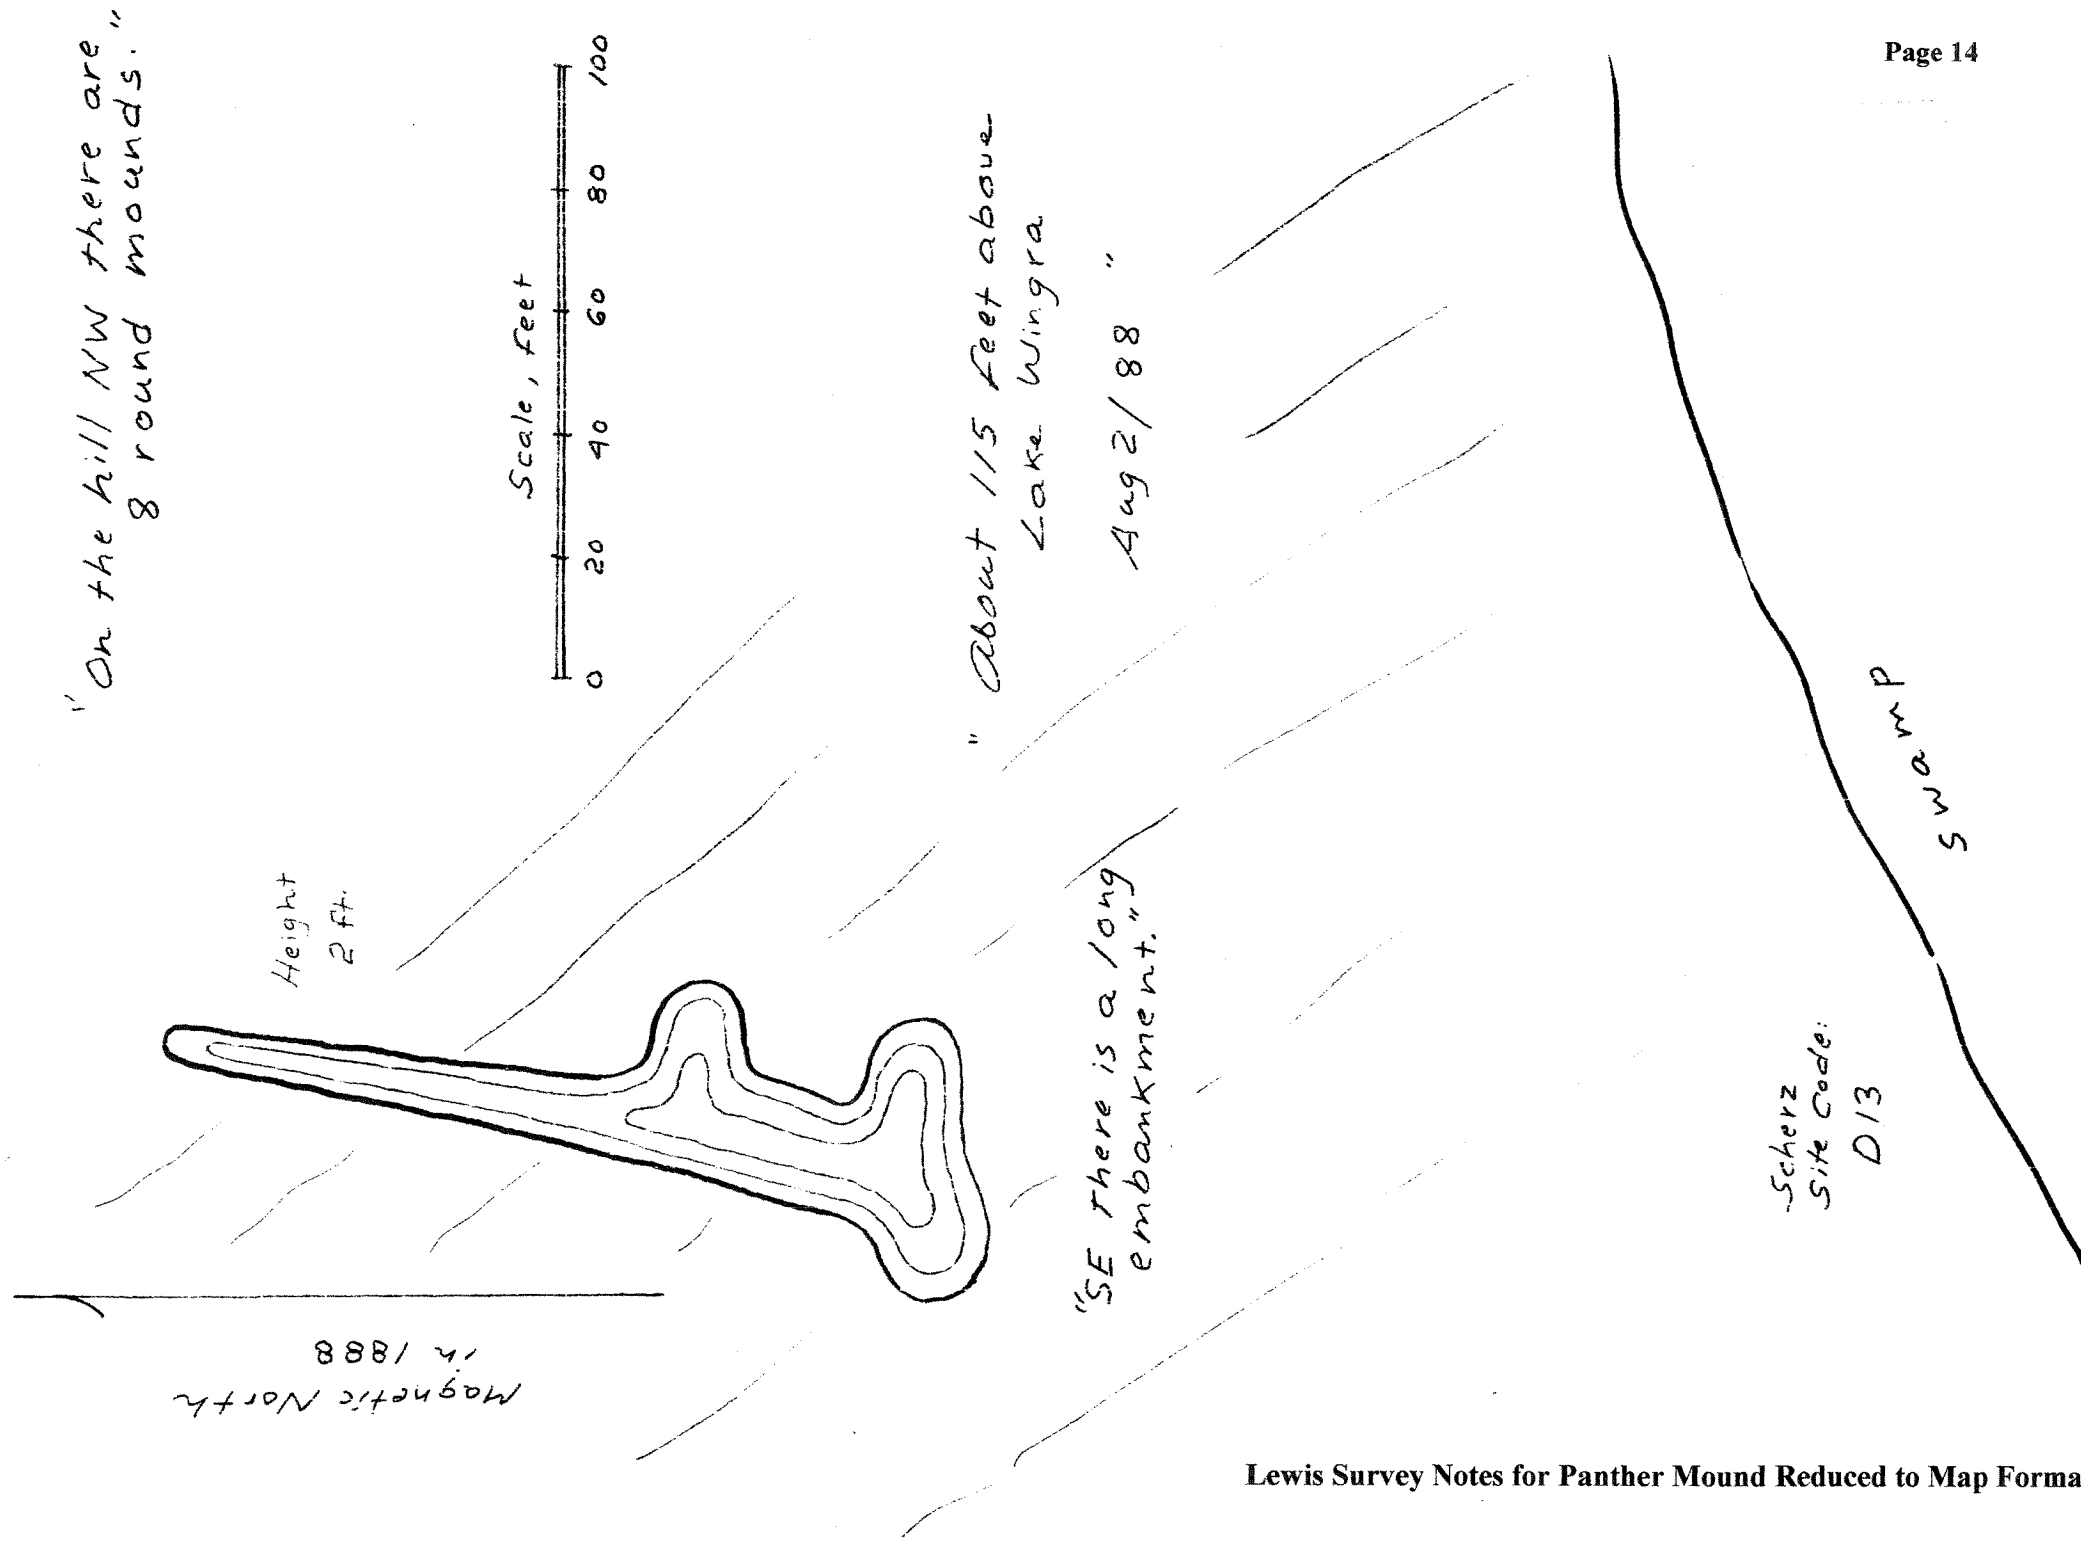 Page 14
"On the hill NW there are
8 round mounds."
Scale, feet
0 20 40 60 80 100
"About 115 feet above
Lake Wingra
Aug 2/88"
Height
2 ft.
"SE there is a long
embankment."
swamp
Scherz
Site Code:
D13
Magnetic North
in 1888
Lewis Survey Notes for Panther Mound Reduced to Map Forma